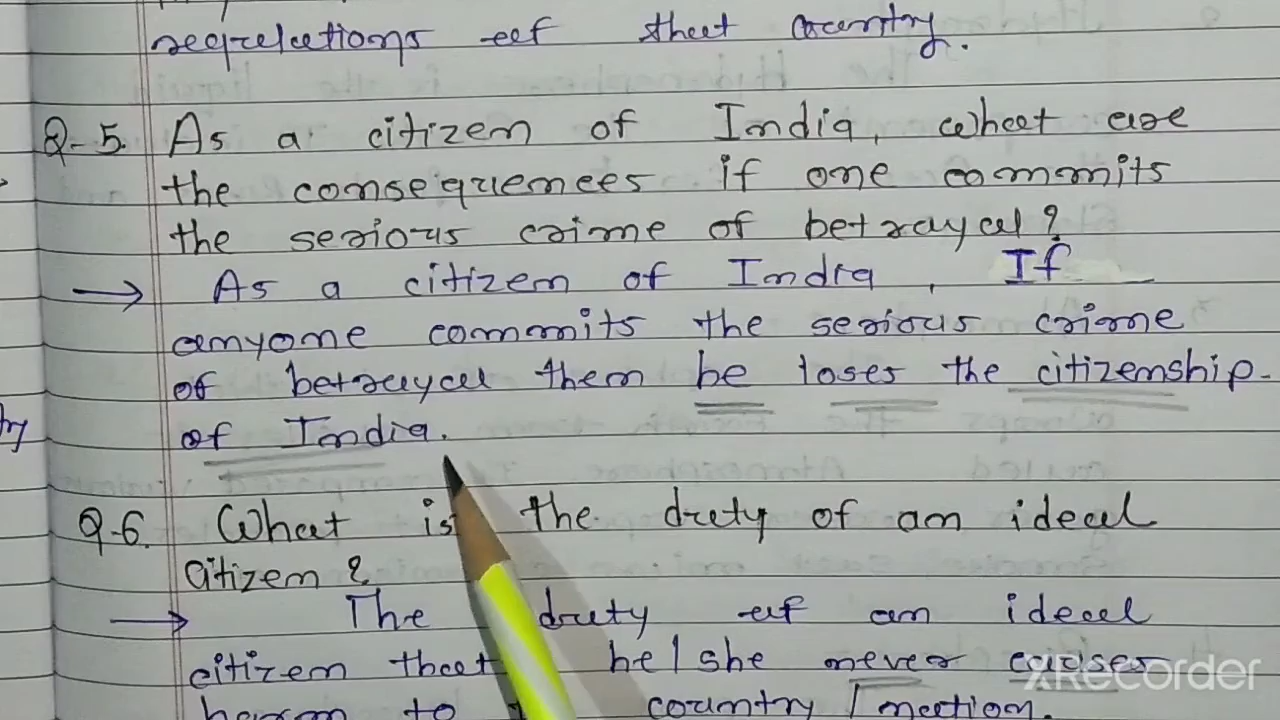 regulations of that country.
Q-5. As a citizen of India, what are
the consequences if one commits
the serious crime of betrayal?
→ As a citizen of India, If
anyone commits the serious crime
of betrayal then he loses the citizenship
of India.
Q-6. What is the duty of an ideal
citizen?
→ The duty of an ideal
citizen that he/she never causes
harm to country/nation.
XRecorder